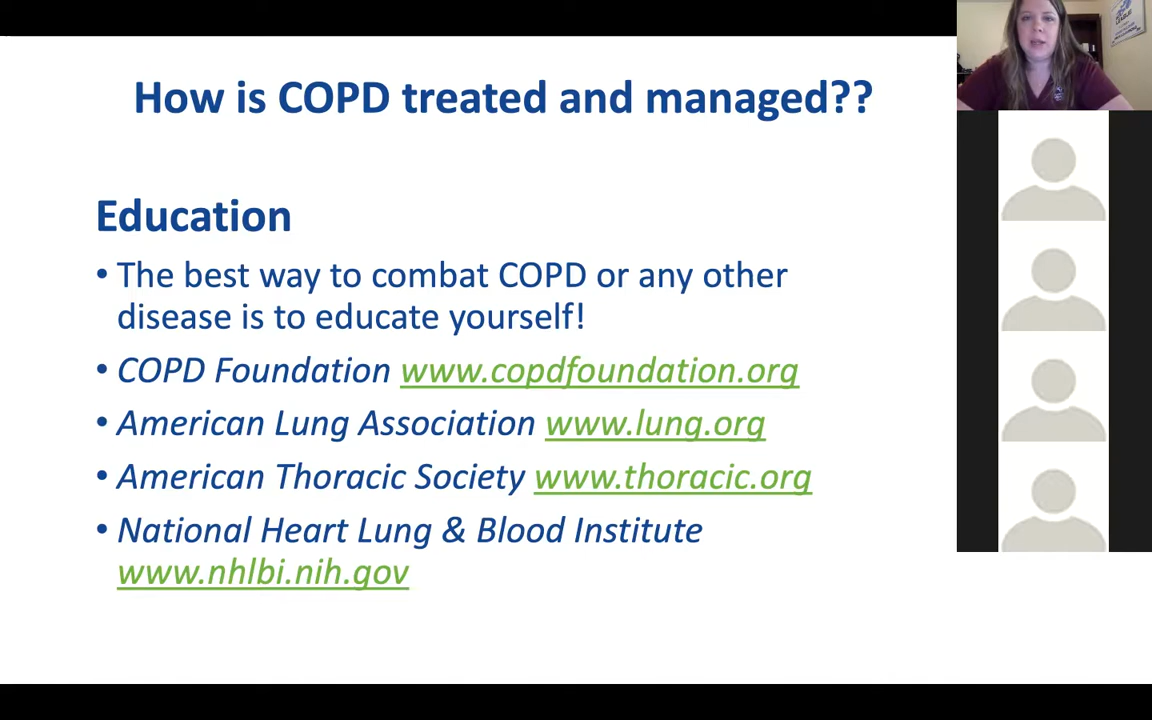 How is COPD treated and managed??
Education
• The best way to combat COPD or any other
disease is to educate yourself!
• COPD Foundation www.copdfoundation.org
• American Lung Association www.lung.org
• American Thoracic Society www.thoracic.org
• National Heart Lung & Blood Institute
www.nhlbi.nih.gov